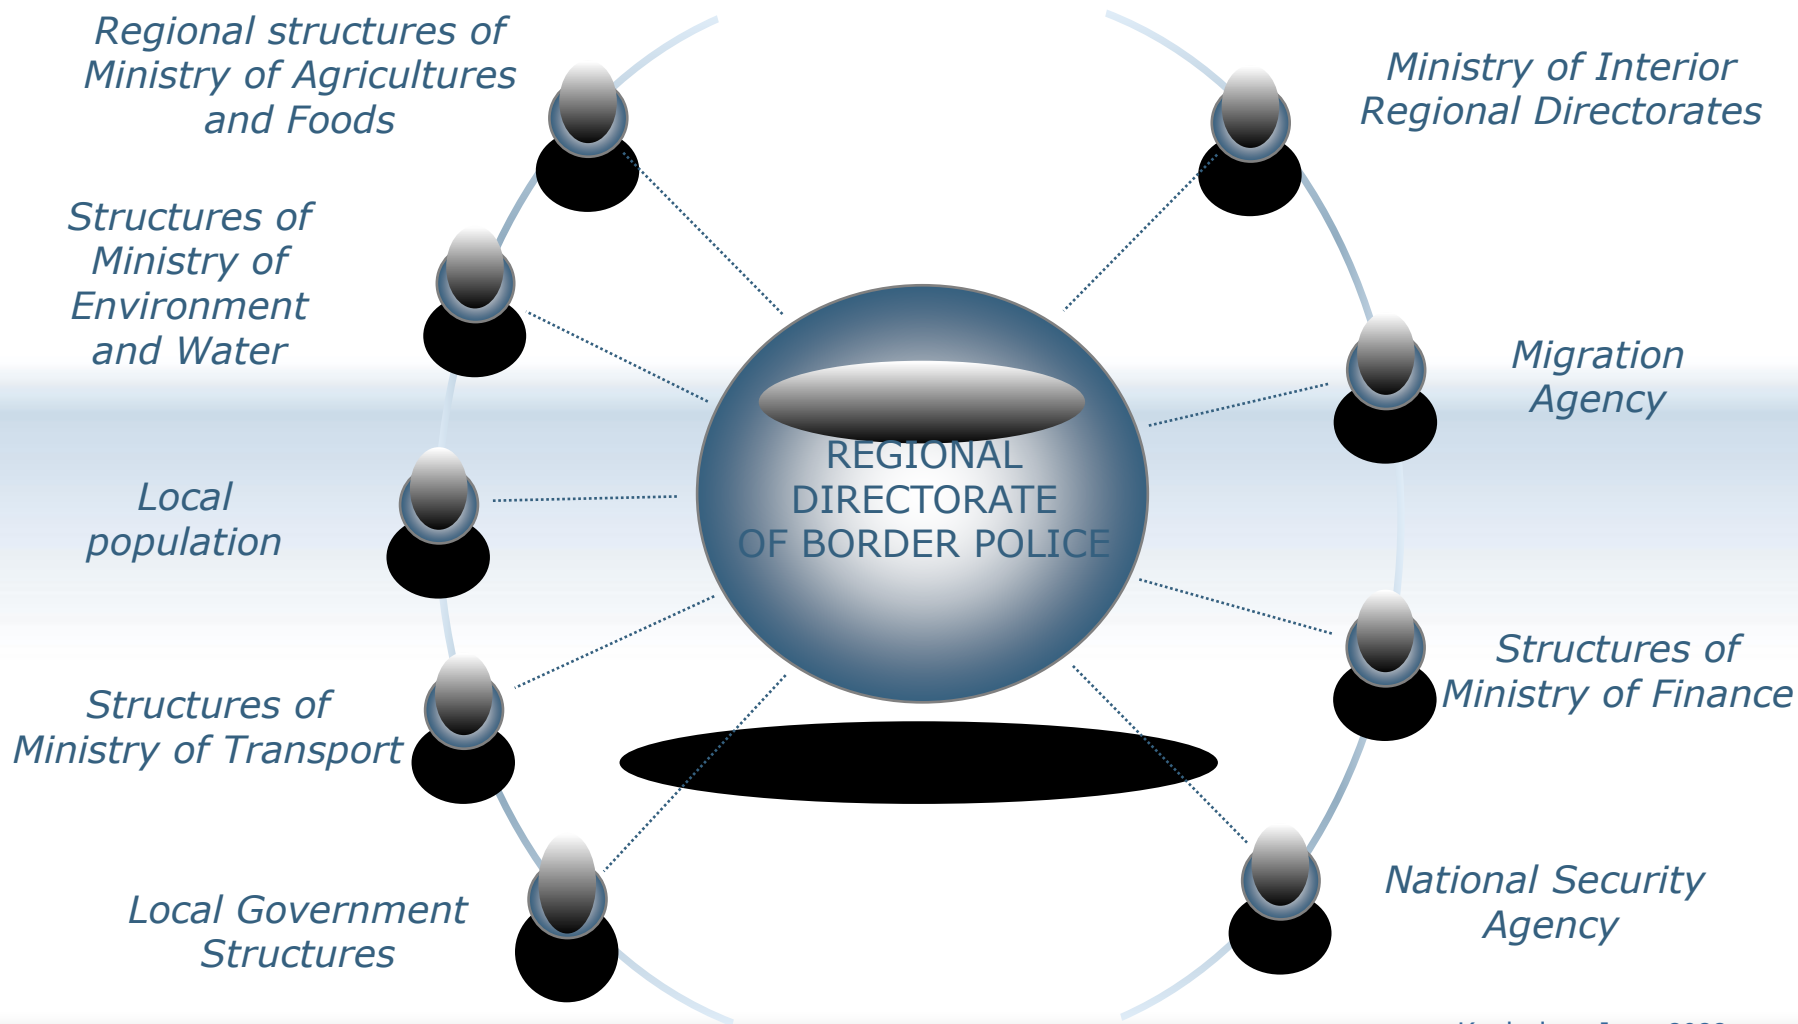 Regional structures of
Ministry of Agricultures
and Foods
Ministry of Interior
Regional Directorates
Structures of
Ministry of
Environment
and Water
Migration
Agency
REGIONAL
DIRECTORATE
OF BORDER POLICE
Local
population
Structures of
Ministry of Finance
Structures of
Ministry of Transport
Local Government
Structures
National Security
Agency